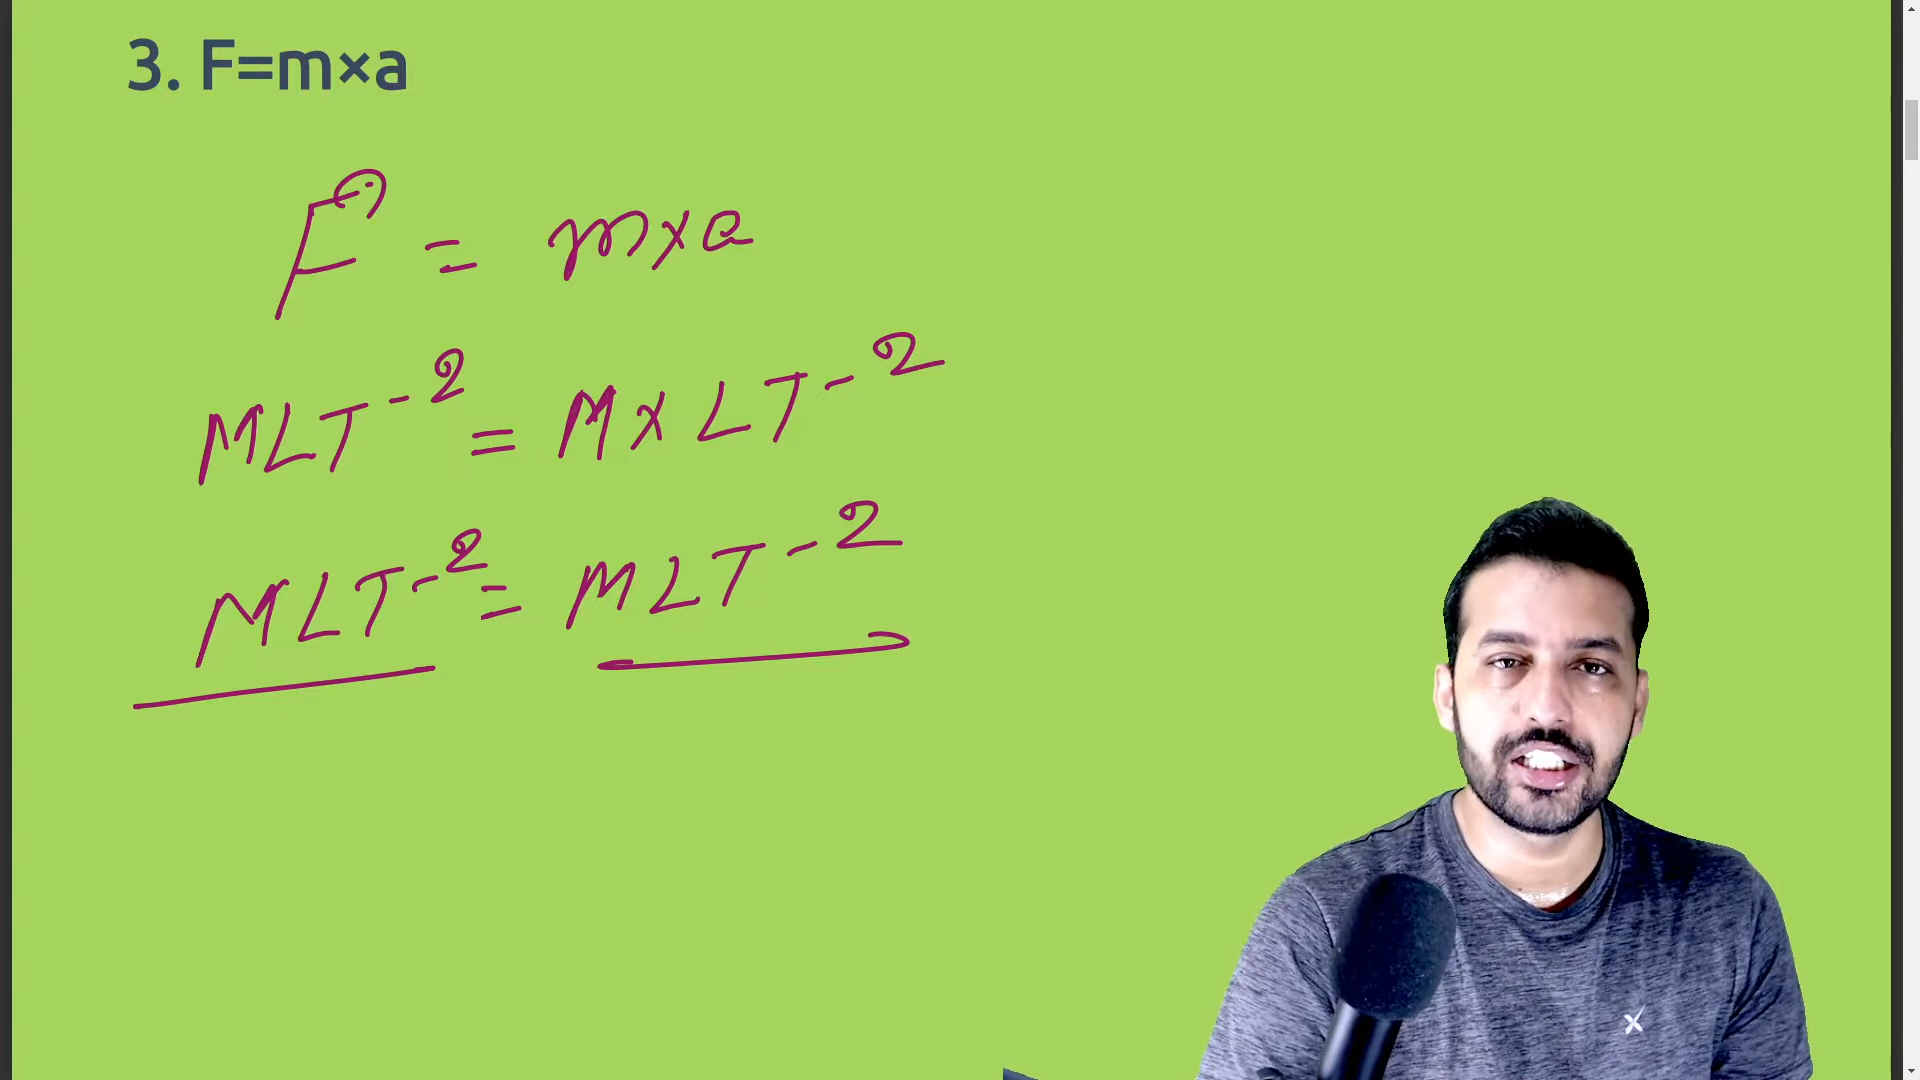 3. F=m×a
F = m×a
MLT⁻² = M×LT⁻²
MLT⁻² = MLT⁻²